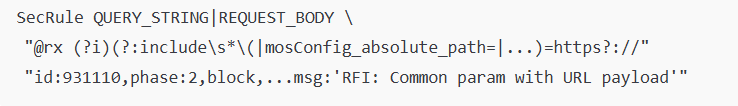 SecRule QUERY_STRING|REQUEST_BODY \
"@rx (?i)(?:include\s*\(|mosConfig_absolute_path=|...)=https?://"
"id:931110,phase:2,block,...msg:'RFI: Common param with URL payload'"